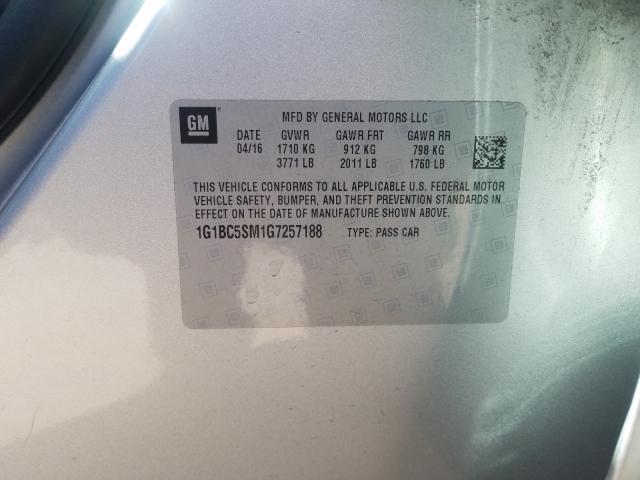 GM
MFD BY GENERAL MOTORS LLC
DATE GVWR GAWR FRT GAWR RR
04/16 1710 KG 912 KG 798 KG
3771 LB 2011 LB 1760 LB
THIS VEHICLE CONFORMS TO ALL APPLICABLE U.S. FEDERAL MOTOR
VEHICLE SAFETY, BUMPER, AND THEFT PREVENTION STANDARDS IN
EFFECT ON THE DATE OF MANUFACTURE SHOWN ABOVE.
1G1BC5SM1G7257188 TYPE: PASS CAR